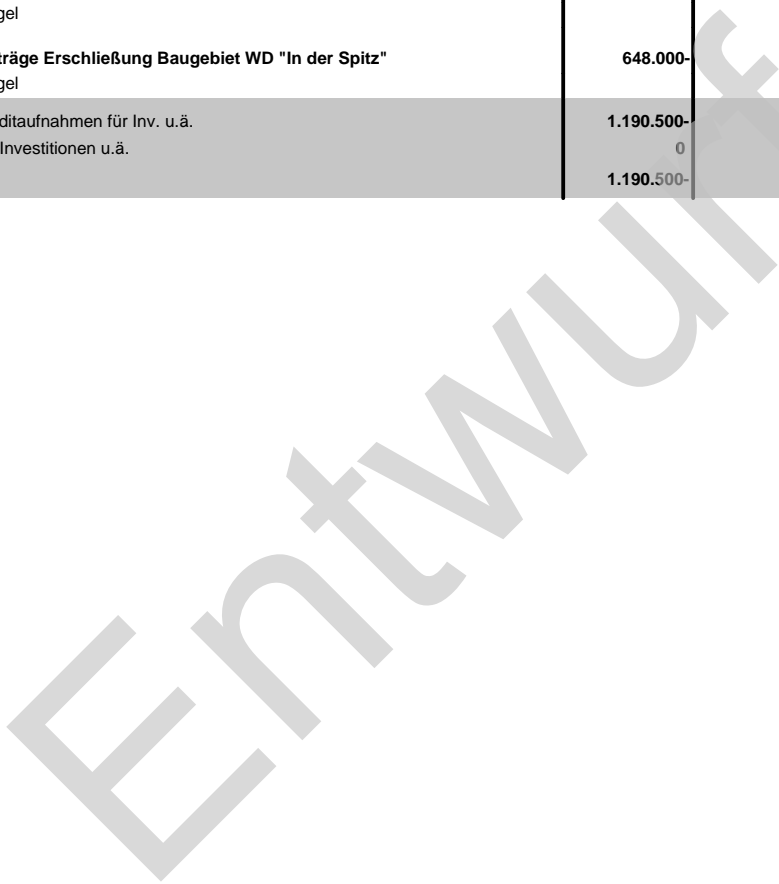 gel
träge Erschließung Baugebiet WD "In der Spitz" 648.000-
gel
ditaufnahmen für Inv. u.ä. 1.190.500-
Investitionen u.ä. 0
1.190.500-
Entwurf